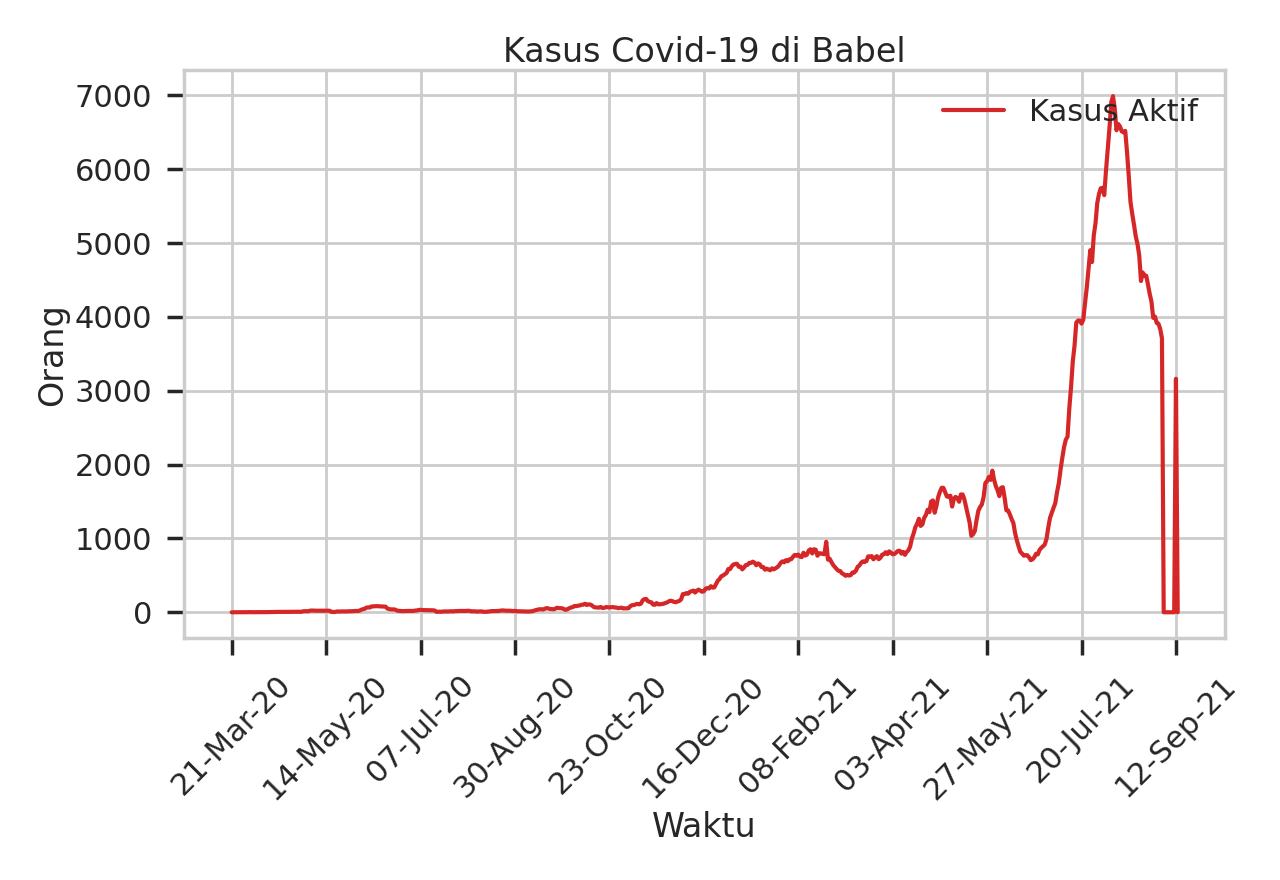 Kasus Covid-19 di Babel
Kasus Aktif
Orang
7000
6000
5000
4000
3000
2000
1000
0
21-Mar-20
14-May-20
07-Jul-20
30-Aug-20
23-Oct-20
16-Dec-20
08-Feb-21
03-Apr-21
27-May-21
20-Jul-21
12-Sep-21
Waktu